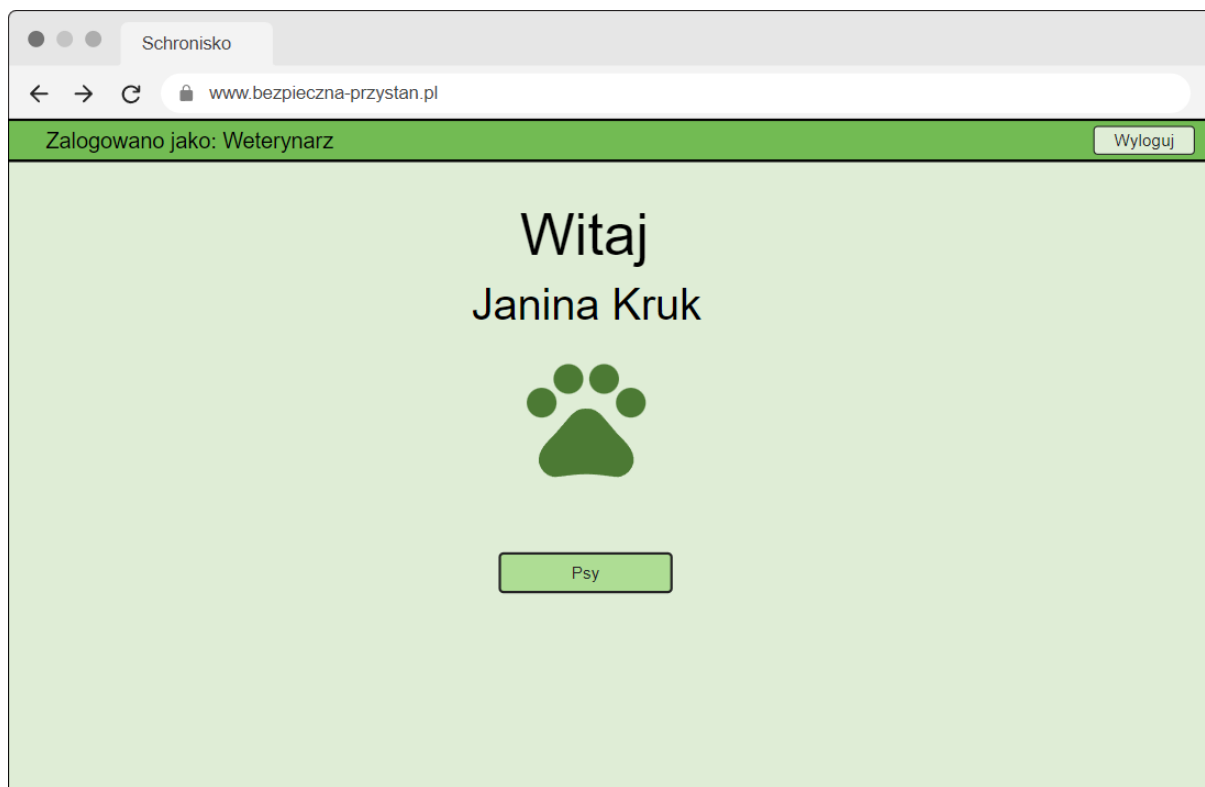 Schronisko
www.bezpieczna-przystan.pl
Zalogowano jako: Weterynarz
Wyloguj
Witaj
Janina Kruk
Psy